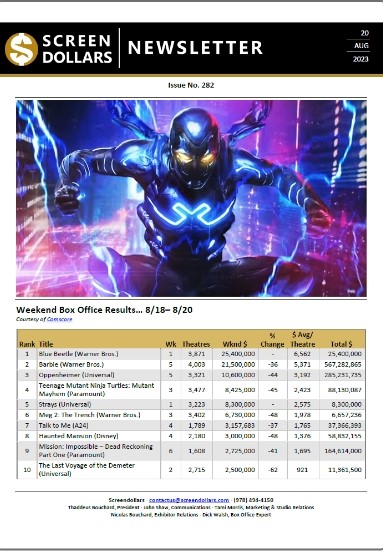 SCREEN DOLLARS
NEWSLETTER
20
AUG
2023
Issue No. 282
Weekend Box Office Results… 8/18– 8/20
Courtesy of Comscore
Rank Title Wk Theatres Wknd $ % Change $ Avg/ Theatre Total $
1 Blue Beetle (Warner Bros.) 1 3,871 25,400,000 - 6,562 25,400,000
2 Barbie (Warner Bros.) 5 4,003 21,500,000 -36 5,371 567,282,865
3 Oppenheimer (Universal) 5 3,321 10,600,000 -44 3,192 285,231,735
4 Teenage Mutant Ninja Turtles: Mutant Mayhem (Paramount) 3 3,477 8,425,000 -45 2,423 88,130,087
5 Strays (Universal) 1 3,223 8,300,000 - 2,575 8,300,000
6 Meg 2: The Trench (Warner Bros.) 3 3,402 6,730,000 -48 1,978 6,657,236
7 Talk to Me (A24) 4 1,789 3,157,683 -37 1,765 37,366,393
8 Haunted Mansion (Disney) 4 2,180 3,000,000 -48 1,376 58,832,155
9 Mission: Impossible – Dead Reckoning Part One (Paramount) 6 1,608 2,725,000 -41 1,695 164,614,000
10 The Last Voyage of the Demeter (Universal) 2 2,715 2,500,000 -62 921 11,361,500
Screendollars contactus@screendollars.com (978) 494-4150
Thaddeus Bouchard, President - John Shaw, Communications - Tami Morris, Marketing & Studio Relations
Nicolas Bouchard, Exhibitor Relations - Dick Walsh, Box Office Expert